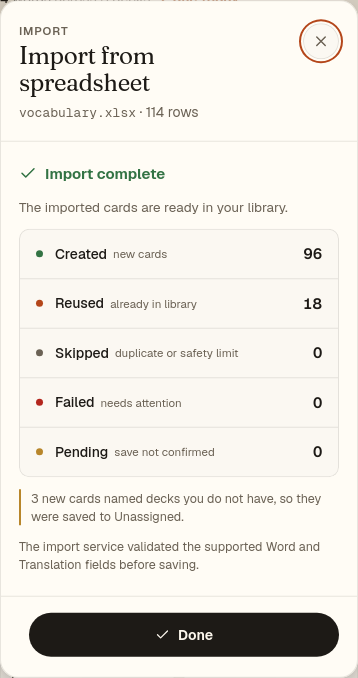 IMPORT
Import from
spreadsheet
vocabulary.xlsx · 114 rows
Import complete
The imported cards are ready in your library.
Created new cards 96
Reused already in library 18
Skipped duplicate or safety limit 0
Failed needs attention 0
Pending save not confirmed 0
3 new cards named decks you do not have, so they
were saved to Unassigned.
The import service validated the supported Word and
Translation fields before saving.
Done